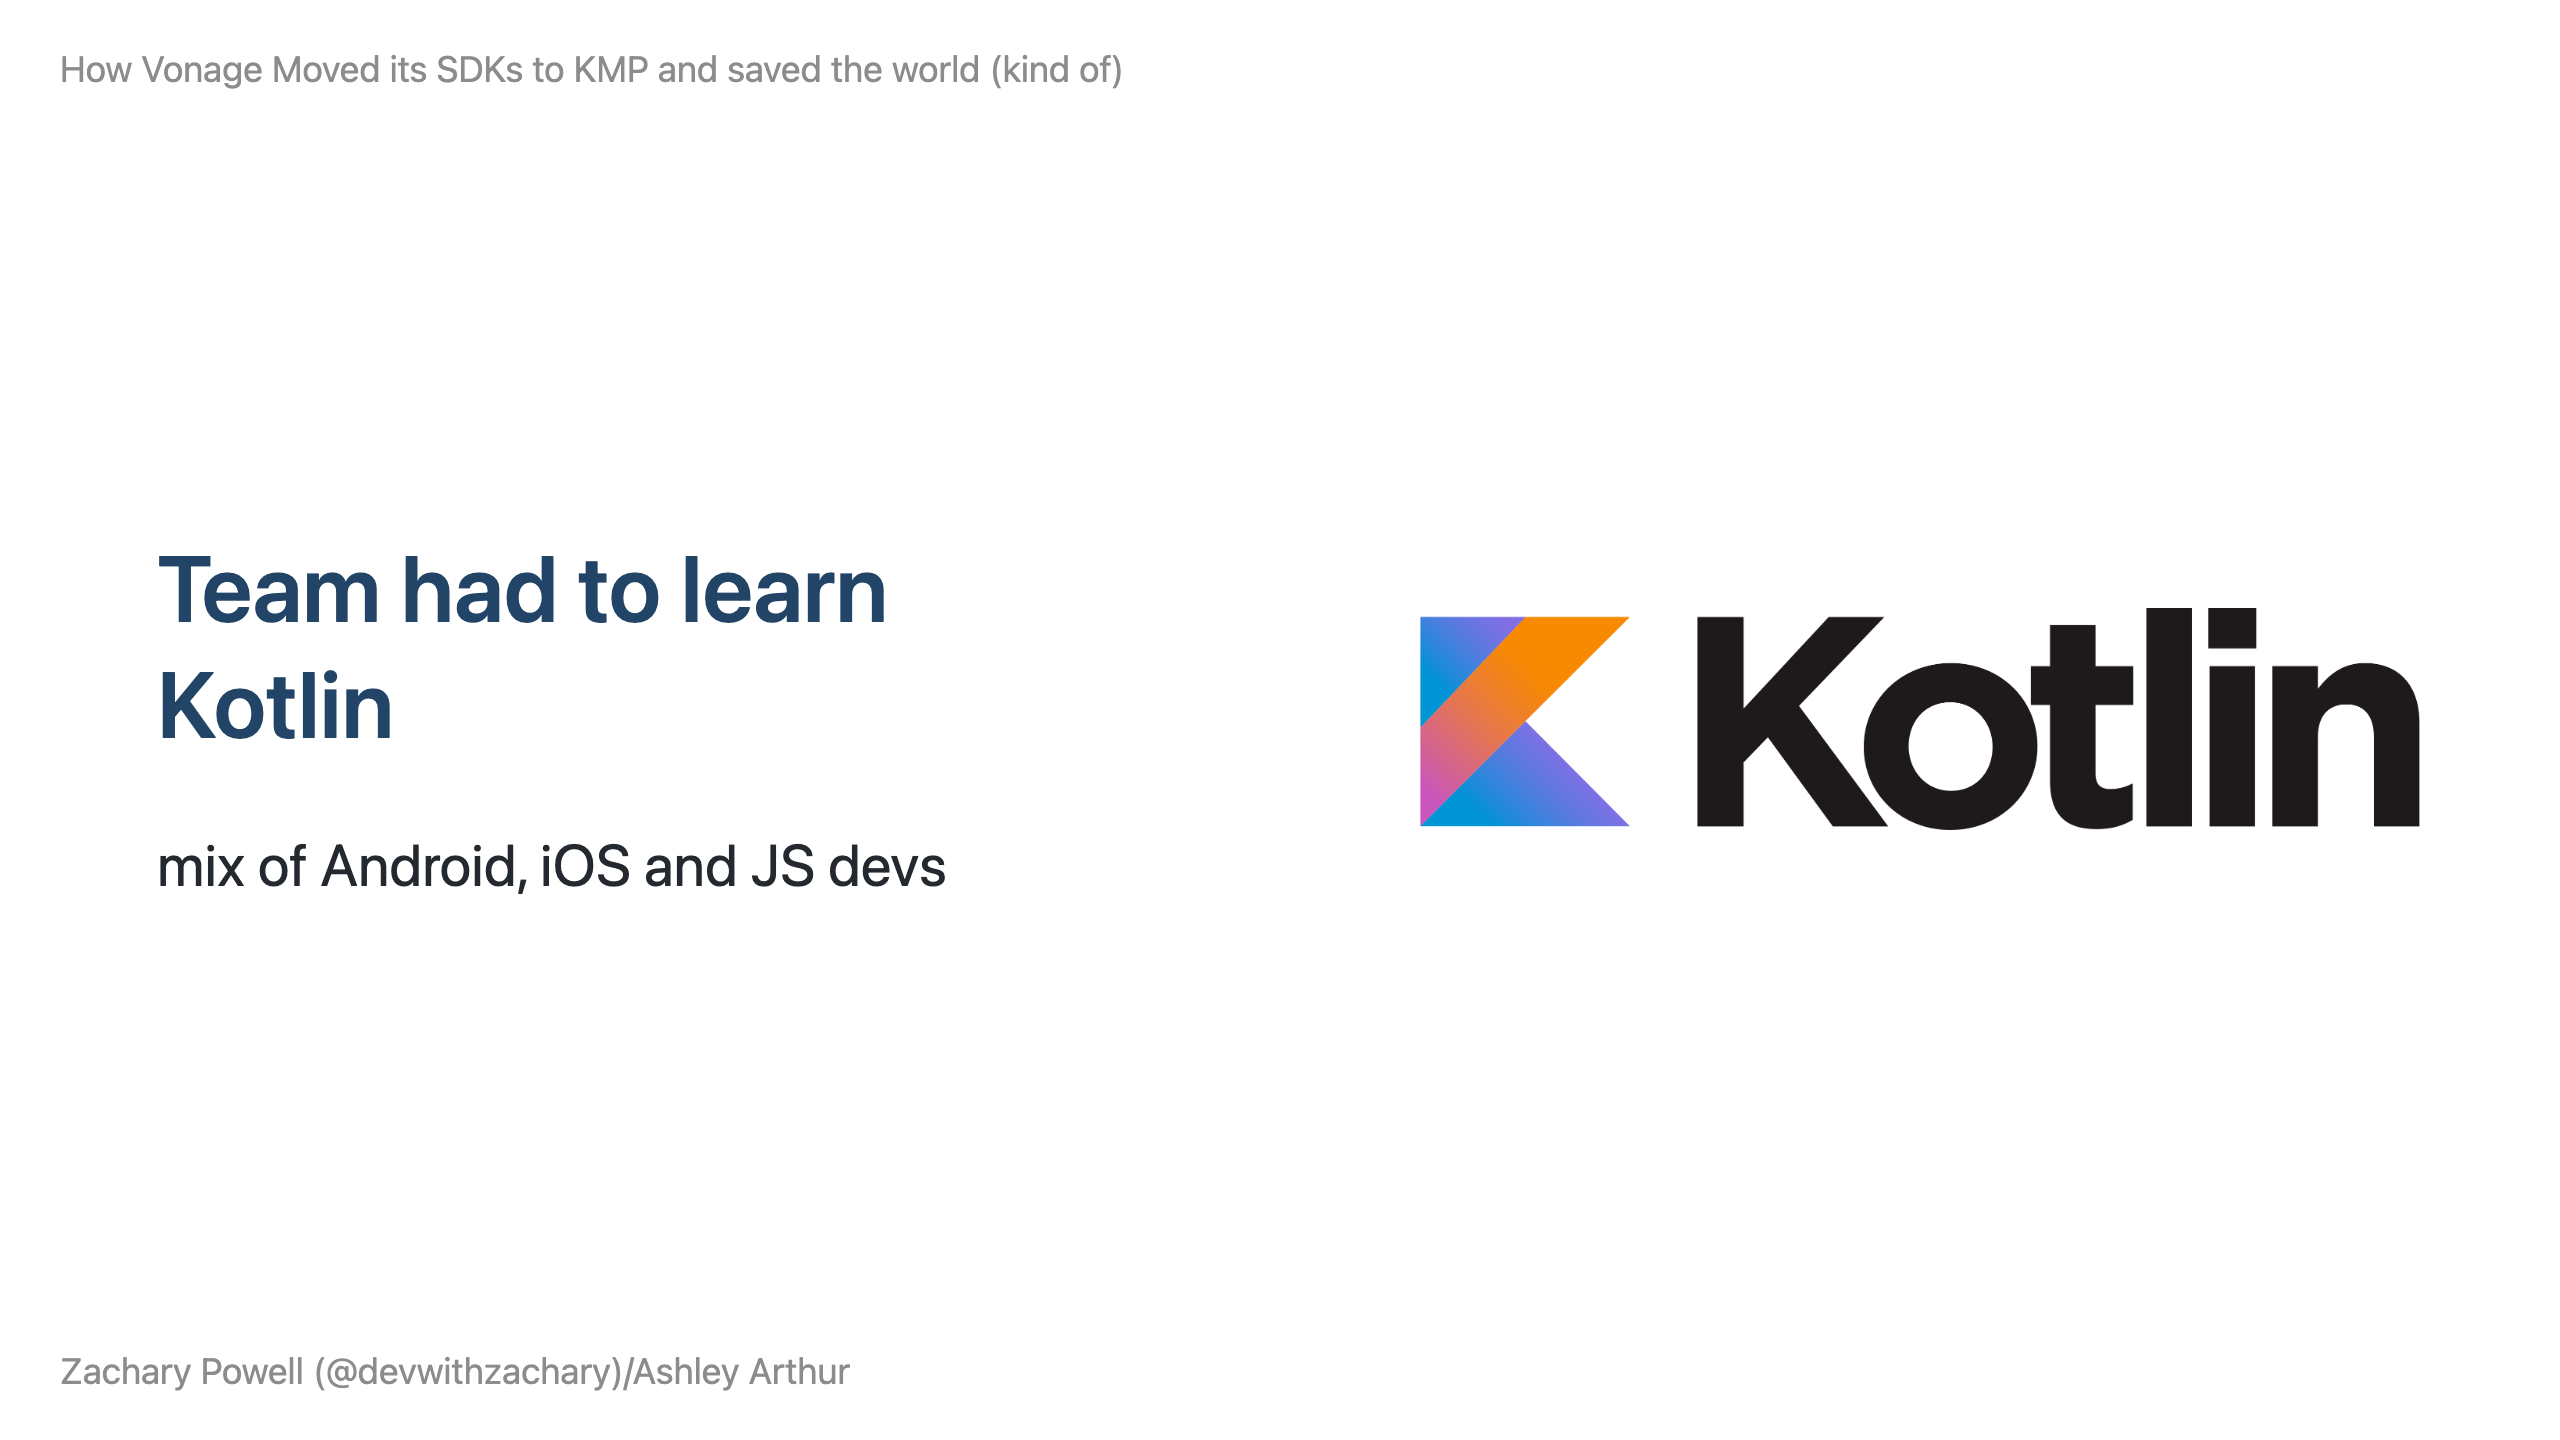 How Vonage Moved its SDKs to KMP and saved the world (kind of)
Team had to learn
Kotlin
mix of Android, iOS and JS devs
Kotlin
Zachary Powell (@devwithzachary)/Ashley Arthur